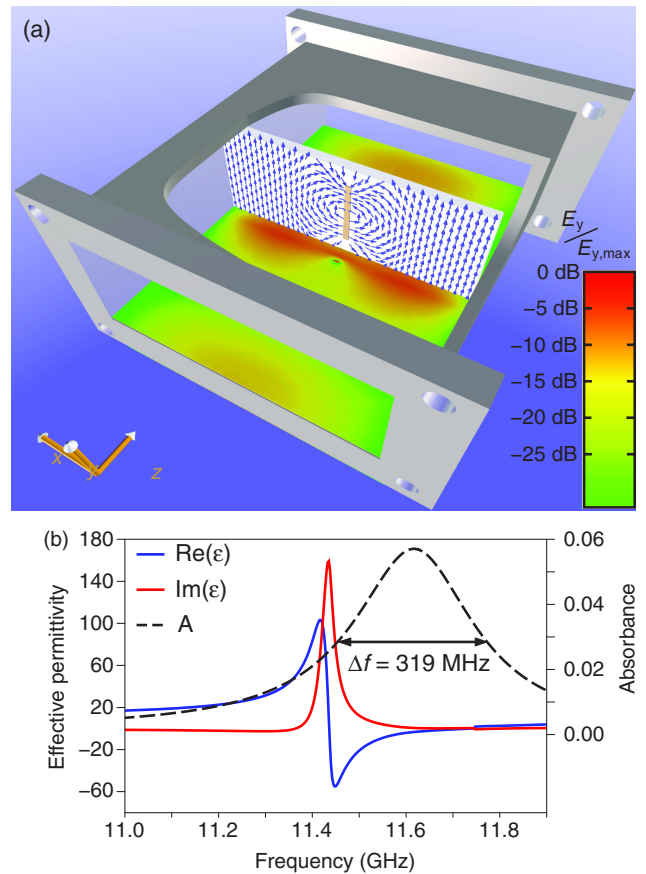 (a)
E_y / E_y,max
0 dB
−5 dB
−10 dB
−15 dB
−20 dB
−25 dB
x y z
(b)
Re(ε)
Im(ε)
A
Δf = 319 MHz
Effective permittivity
180
140
100
60
20
−20
−60
Absorbance
0.06
0.04
0.02
0.00
11.0 11.2 11.4 11.6 11.8
Frequency (GHz)